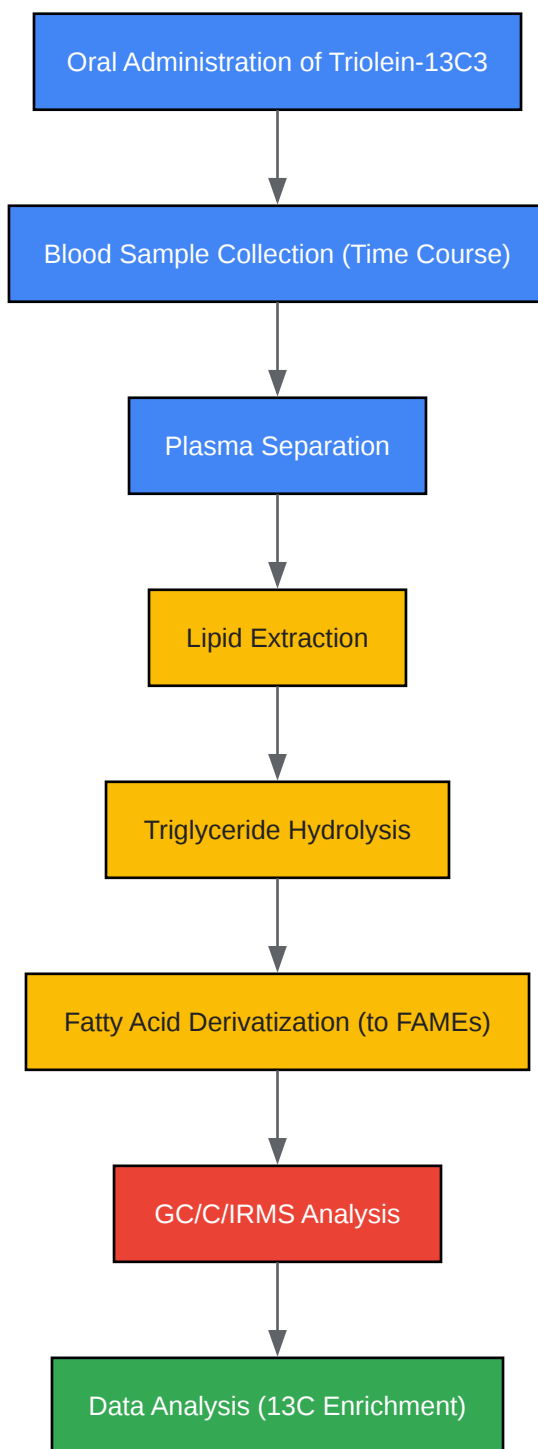 Oral Administration of Triolein-13C3
Blood Sample Collection (Time Course)
Plasma Separation
Lipid Extraction
Triglyceride Hydrolysis
Fatty Acid Derivatization (to FAMEs)
GC/C/IRMS Analysis
Data Analysis (13C Enrichment)